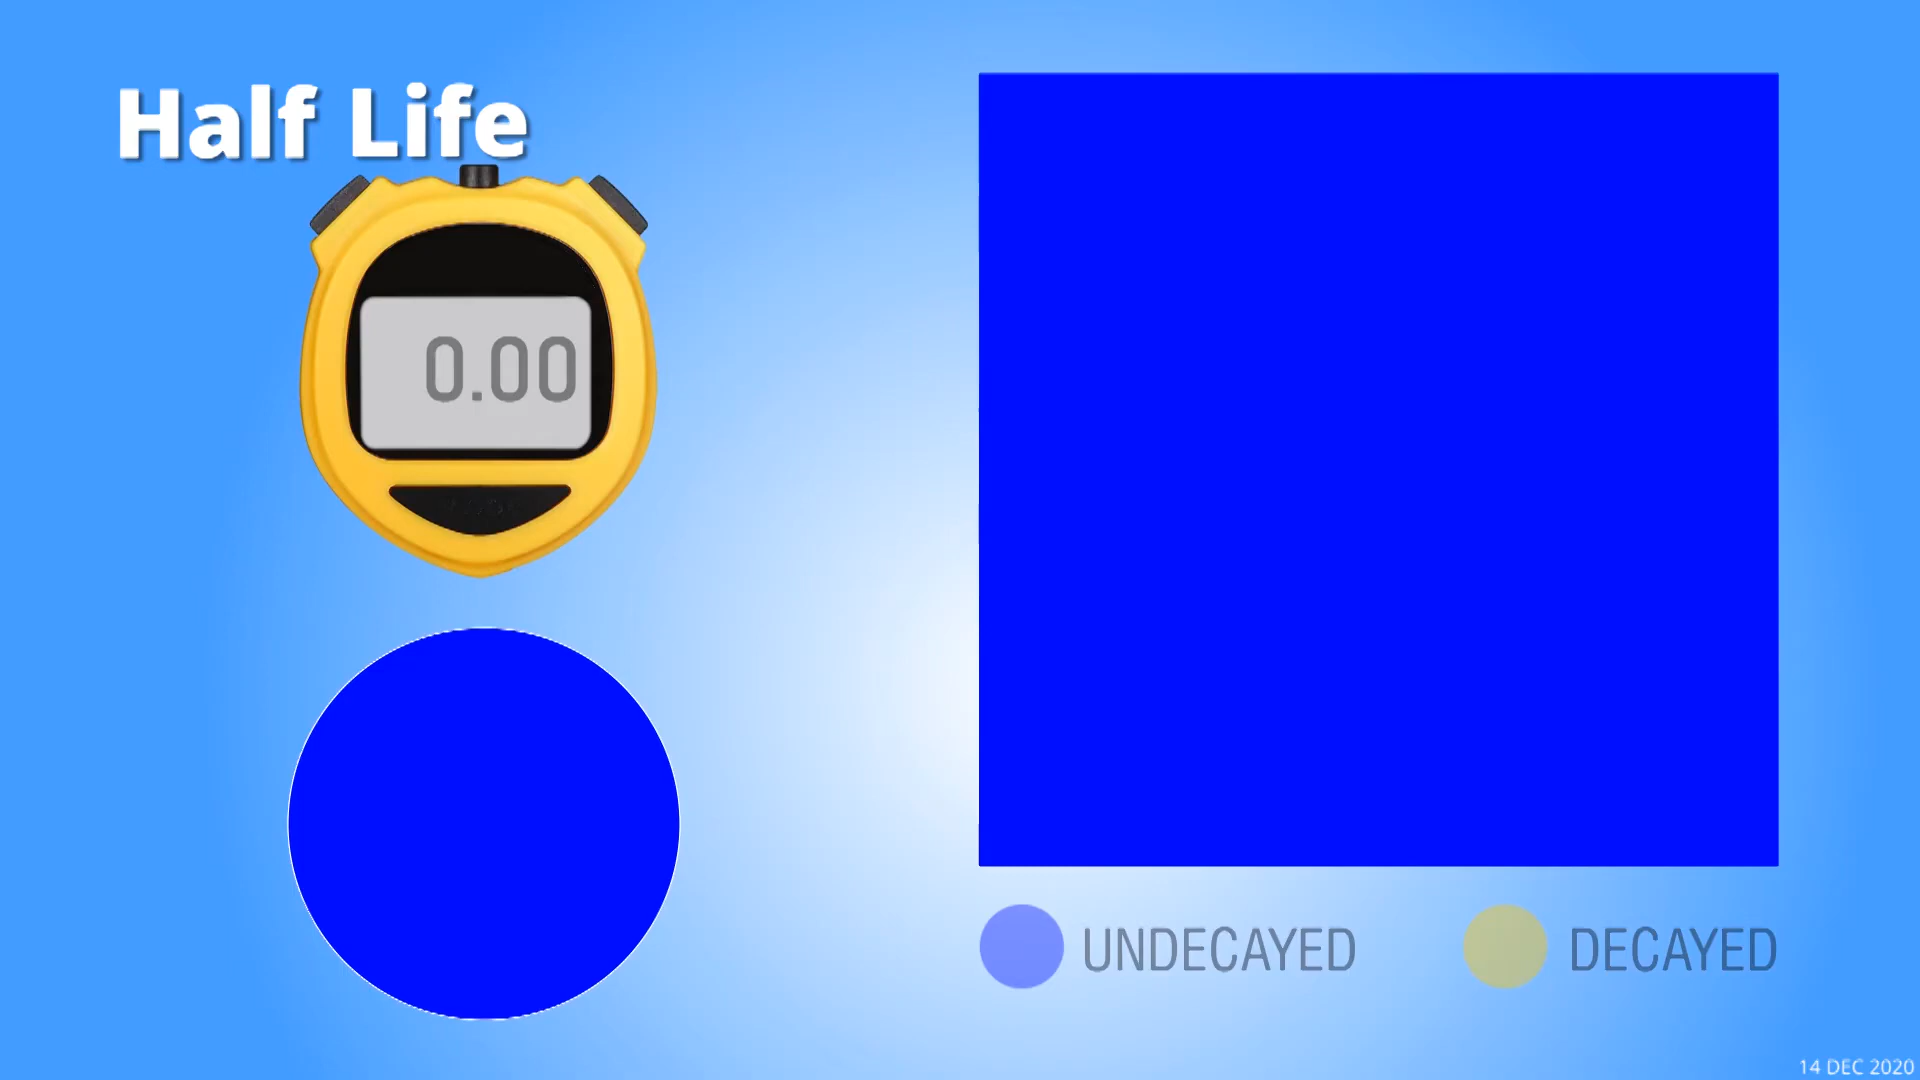 Half Life
0.00
UNDECAYED
DECAYED
14 DEC 2020